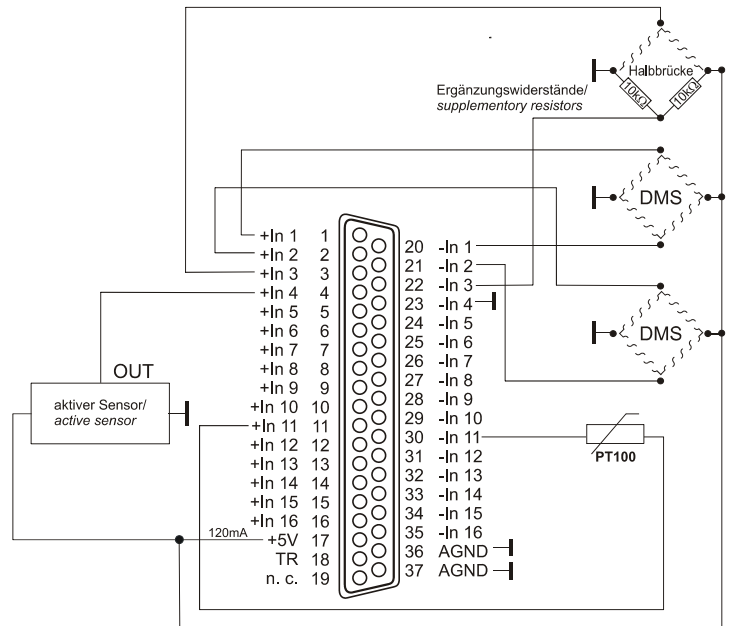 Halbbrücke
10kΩ
10kΩ
Ergänzungswiderstände/
supplementory resistors
DMS
DMS
+In 1 1
+In 2 2
+In 3 3
+In 4 4
+In 5 5
+In 6 6
+In 7 7
+In 8 8
+In 9 9
+In 10 10
+In 11 11
+In 12 12
+In 13 13
+In 14 14
+In 15 15
+In 16 16
120mA +5V 17
TR 18
n. c. 19
20 -In 1
21 -In 2
22 -In 3
23 -In 4
24 -In 5
25 -In 6
26 -In 7
27 -In 8
28 -In 9
29 -In 10
30 -In 11
31 -In 12
32 -In 13
33 -In 14
34 -In 15
35 -In 16
36 AGND
37 AGND
OUT
aktiver Sensor/
active sensor
PT100